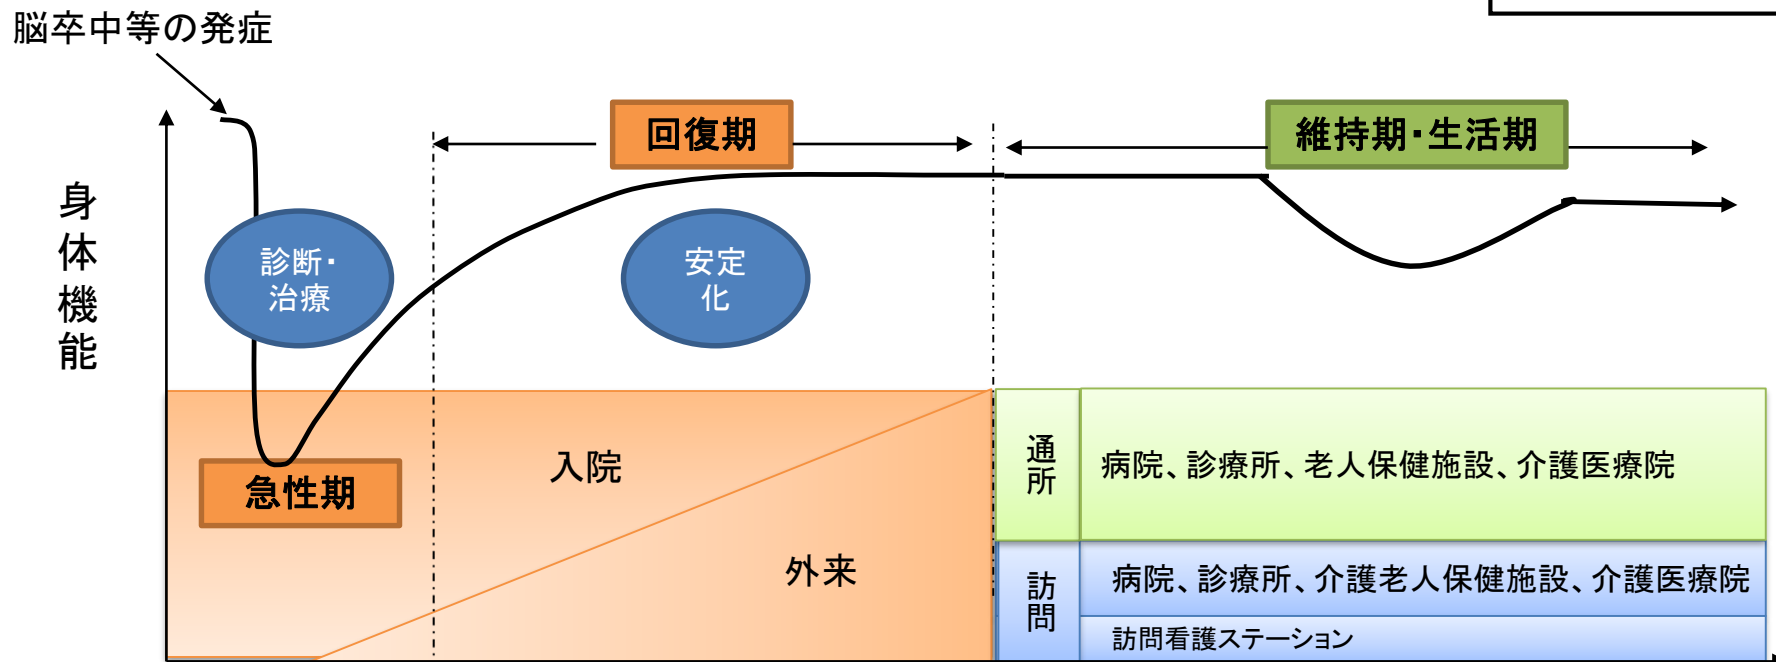 脳卒中等の発症
回復期
維持期・生活期
身体機能
診断・
治療
安定
化
急性期
入院
外来
通所
病院、診療所、老人保健施設、介護医療院
訪問
病院、診療所、介護老人保健施設、介護医療院
訪問看護ステーション